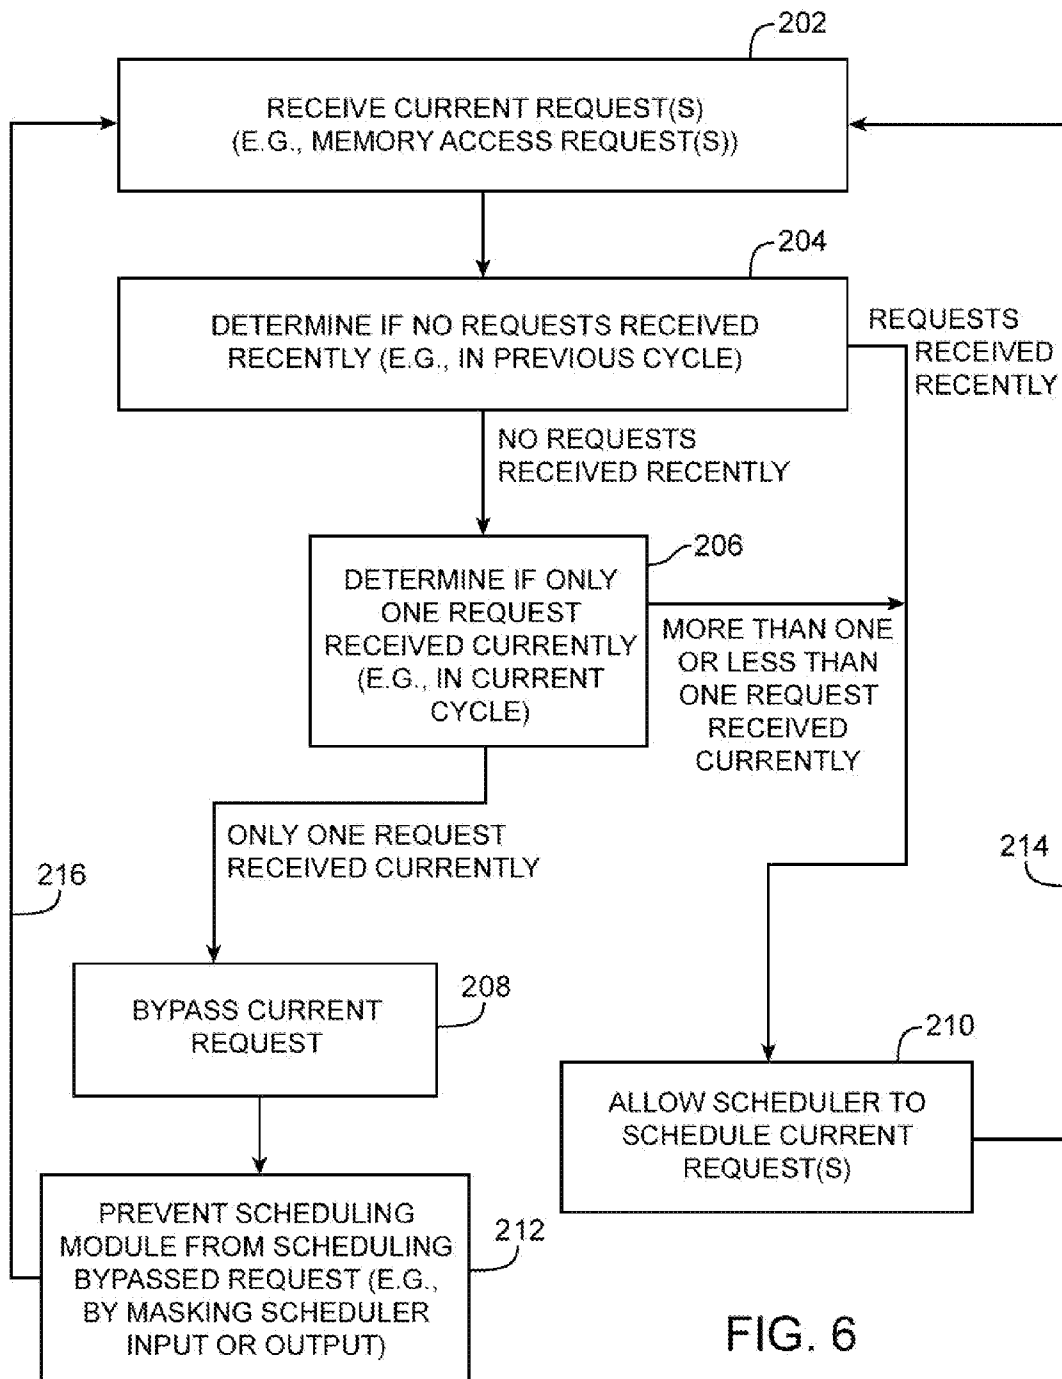 202
RECEIVE CURRENT REQUEST(S)
(E.G., MEMORY ACCESS REQUEST(S))
204
DETERMINE IF NO REQUESTS RECEIVED
RECENTLY (E.G., IN PREVIOUS CYCLE)
REQUESTS
RECEIVED
RECENTLY
NO REQUESTS
RECEIVED RECENTLY
206
DETERMINE IF ONLY
ONE REQUEST
RECEIVED CURRENTLY
(E.G., IN CURRENT
CYCLE)
MORE THAN ONE
OR LESS THAN
ONE REQUEST
RECEIVED
CURRENTLY
ONLY ONE REQUEST
RECEIVED CURRENTLY
216
214
208
BYPASS CURRENT
REQUEST
210
ALLOW SCHEDULER TO
SCHEDULE CURRENT
REQUEST(S)
212
PREVENT SCHEDULING
MODULE FROM SCHEDULING
BYPASSED REQUEST (E.G.,
BY MASKING SCHEDULER
INPUT OR OUTPUT)
FIG. 6